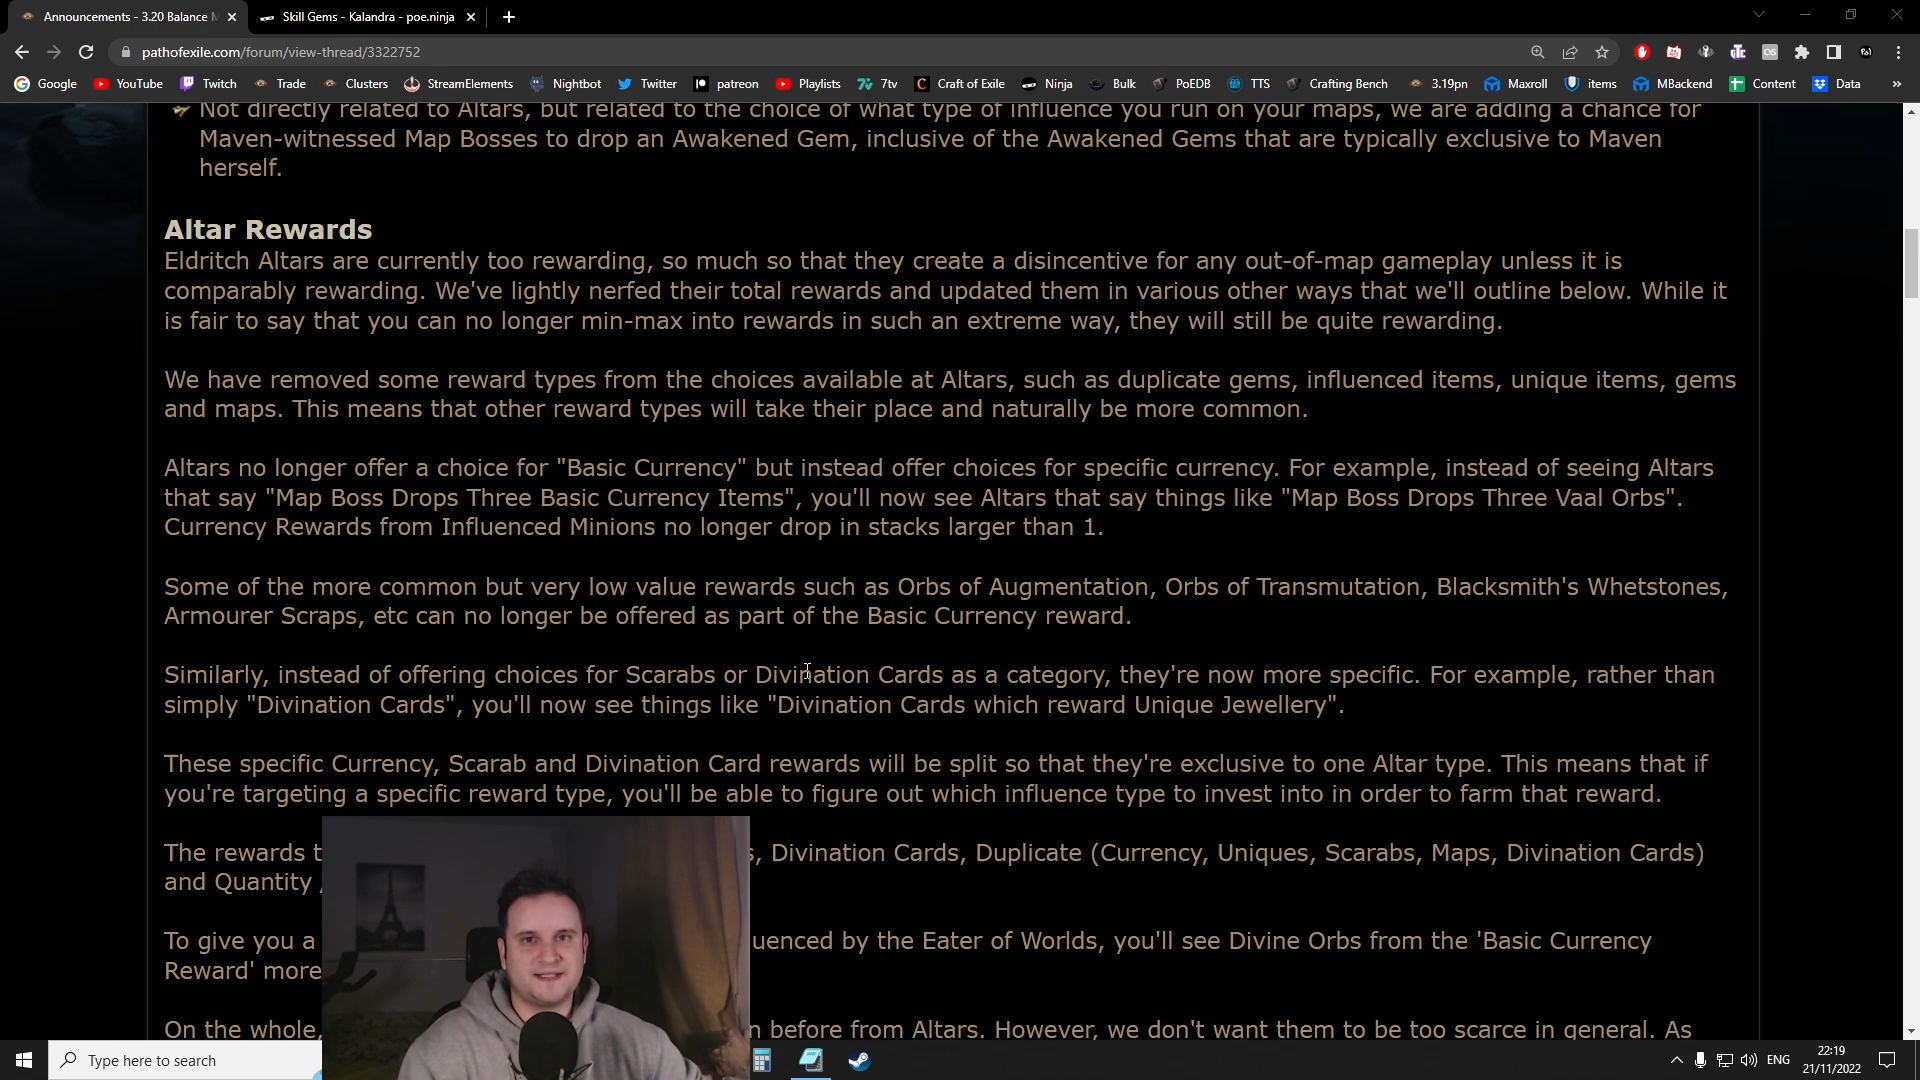 Announcements - 3.20 Balance M
Skill Gems - Kalandra - poe.ninja
pathofexile.com/forum/view-thread/3322752
Google YouTube Twitch Trade Clusters StreamElements Nightbot Twitter patreon Playlists 7tv Craft of Exile Ninja Bulk PoEDB TTS Crafting Bench 3.19pn Maxroll items MBackend Content Data »
Not directly related to Altars, but related to the choice of what type of influence you run on your maps, we are adding a chance for
Maven-witnessed Map Bosses to drop an Awakened Gem, inclusive of the Awakened Gems that are typically exclusive to Maven
herself.
Altar Rewards
Eldritch Altars are currently too rewarding, so much so that they create a disincentive for any out-of-map gameplay unless it is
comparably rewarding. We've lightly nerfed their total rewards and updated them in various other ways that we'll outline below. While it
is fair to say that you can no longer min-max into rewards in such an extreme way, they will still be quite rewarding.
We have removed some reward types from the choices available at Altars, such as duplicate gems, influenced items, unique items, gems
and maps. This means that other reward types will take their place and naturally be more common.
Altars no longer offer a choice for "Basic Currency" but instead offer choices for specific currency. For example, instead of seeing Altars
that say "Map Boss Drops Three Basic Currency Items", you'll now see Altars that say things like "Map Boss Drops Three Vaal Orbs".
Currency Rewards from Influenced Minions no longer drop in stacks larger than 1.
Some of the more common but very low value rewards such as Orbs of Augmentation, Orbs of Transmutation, Blacksmith's Whetstones,
Armourer Scraps, etc can no longer be offered as part of the Basic Currency reward.
Similarly, instead of offering choices for Scarabs or Divination Cards as a category, they're now more specific. For example, rather than
simply "Divination Cards", you'll now see things like "Divination Cards which reward Unique Jewellery".
These specific Currency, Scarab and Divination Card rewards will be split so that they're exclusive to one Altar type. This means that if
you're targeting a specific reward type, you'll be able to figure out which influence type to invest into in order to farm that reward.
The rewards t s, Divination Cards, Duplicate (Currency, Uniques, Scarabs, Maps, Divination Cards)
and Quantity
To give you a uenced by the Eater of Worlds, you'll see Divine Orbs from the 'Basic Currency
Reward' more
On the whole, n before from Altars. However, we don't want them to be too scarce in general. As
Type here to search
ENG
22:19
21/11/2022